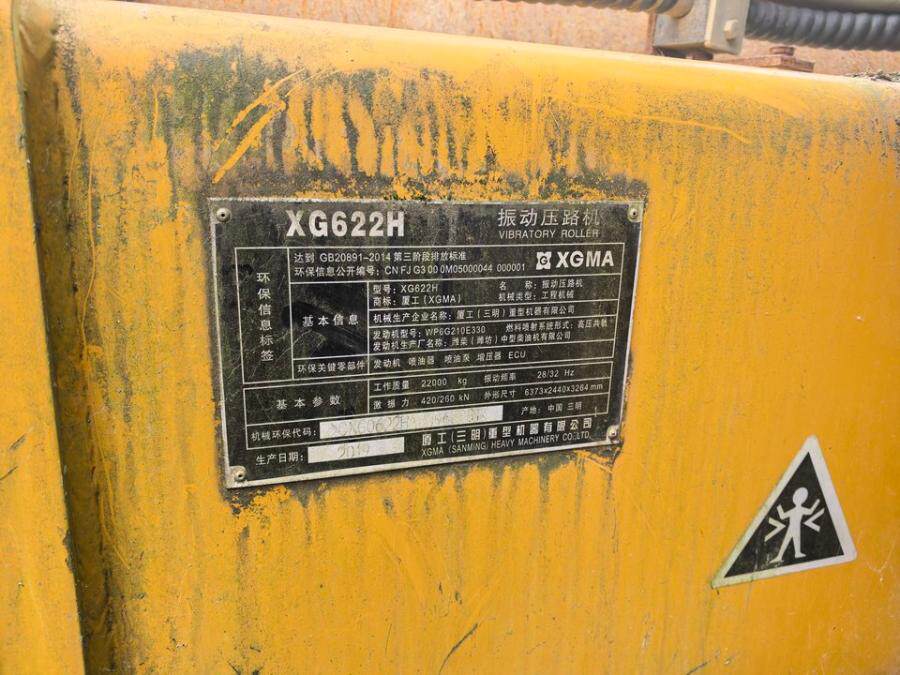 XG622H 振动压路机
VIBRATORY ROLLER
环保信息标签
达到 GB20891-2014 第三阶段排放标准
环保信息公开编号: CN FJ G3 00 0M05000044 000001
XGMA
基本信息
型号: XG622H 名 称: 振动压路机
商标: 厦工(XGMA) 机械类型: 工程机械
机械生产企业名称: 厦工(三明)重型机器有限公司
发动机型号: WP6G210E330 燃料喷射系统形式: 高压共轨
发动机生产厂名称: 潍柴(潍坊)中型柴油机有限公司
环保关键零部件 发动机 喷油器 喷油泵 增压器 ECU
基本参数
工作质量 22000 kg 振动频率 28/32 Hz
激振力 420/260 kN 外形尺寸 6373x2440x3264 mm
机械环保代码: 产地: 中国 三明
生产日期: 2019
厦工(三明)重型机器有限公司
XGMA (SANMING) HEAVY MACHINERY CO.,LTD.